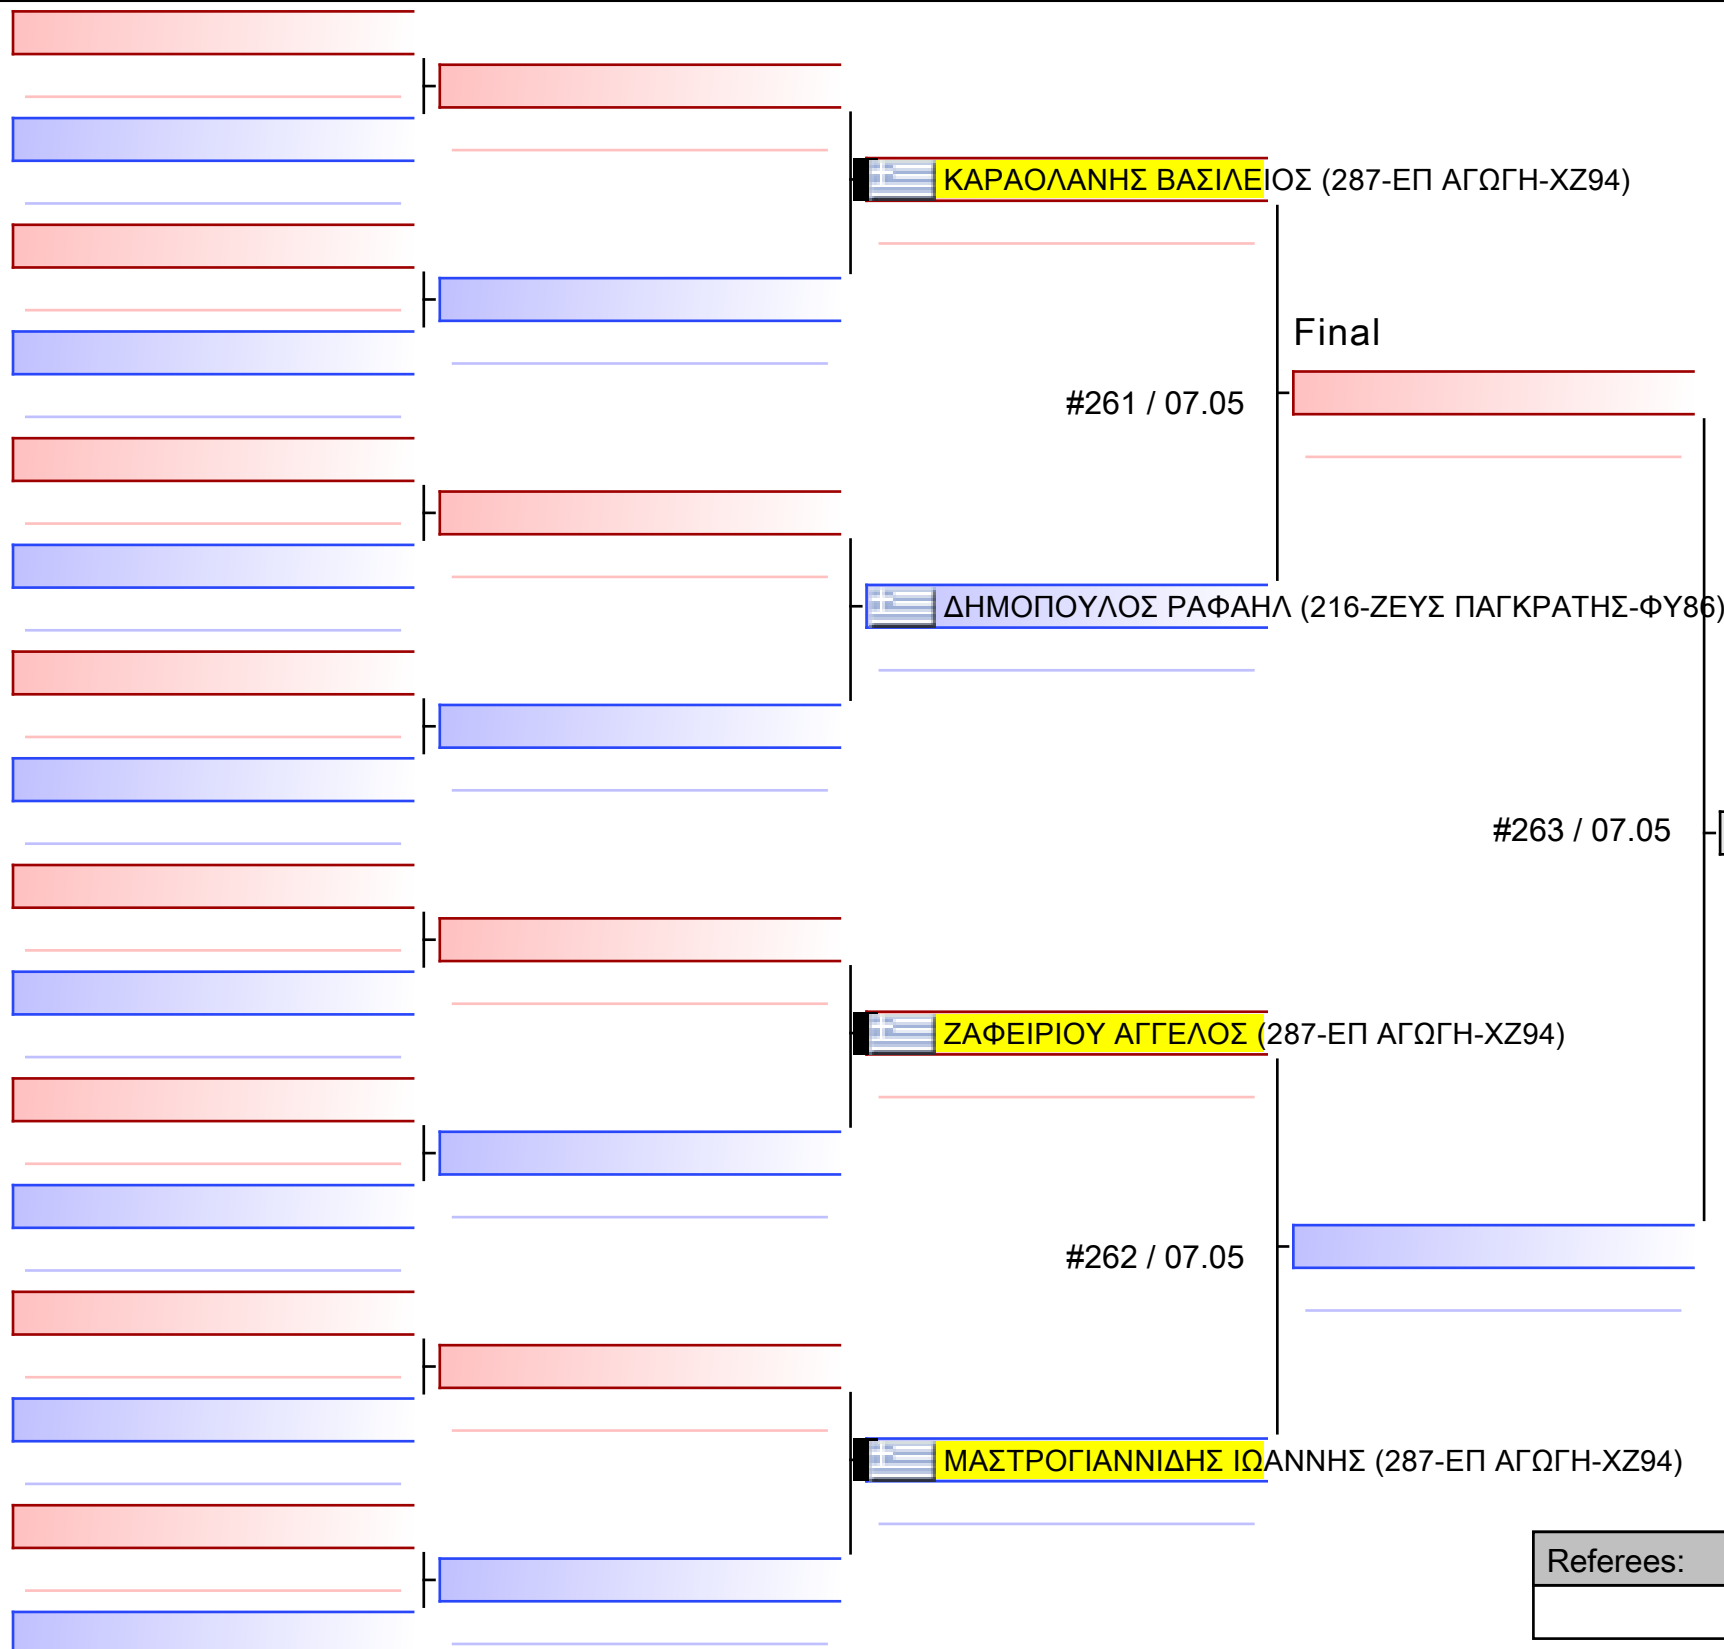 ΚΑΡΑΟΛΑΝΗΣ ΒΑΣΙΛΕΙΟΣ (287-ΕΠ ΑΓΩΓΗ-ΧΖ94)
Final
#261 / 07.05
ΔΗΜΟΠΟΥΛΟΣ ΡΑΦΑΗΛ (216-ΖΕΥΣ ΠΑΓΚΡΑΤΗΣ-ΦΥ86)
#263 / 07.05
ΖΑΦΕΙΡΙΟΥ ΑΓΓΕΛΟΣ (287-ΕΠ ΑΓΩΓΗ-ΧΖ94)
#262 / 07.05
ΜΑΣΤΡΟΓΙΑΝΝΙΔΗΣ ΙΩΑΝΝΗΣ (287-ΕΠ ΑΓΩΓΗ-ΧΖ94)
Referees: